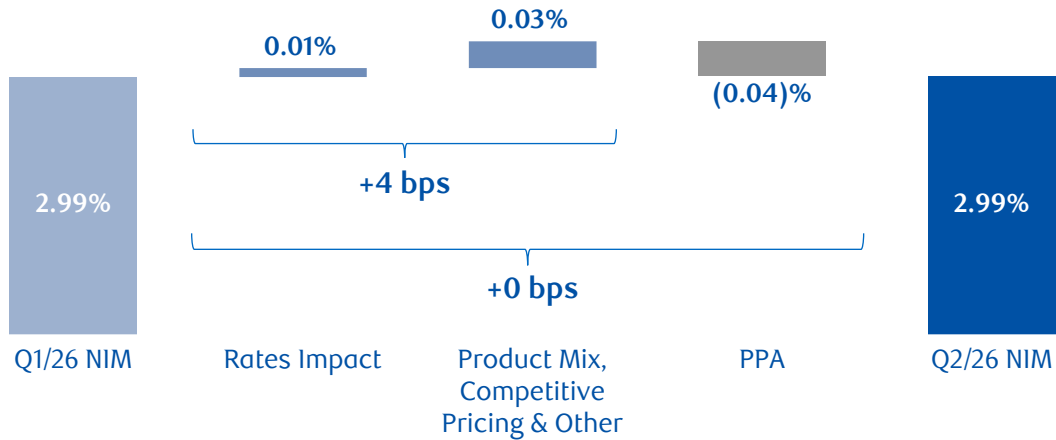 0.03%
0.01%
(0.04)%
+4 bps
2.99%
2.99%
+0 bps
Q1/26 NIM
Rates Impact
Product Mix,
Competitive
Pricing & Other
PPA
Q2/26 NIM